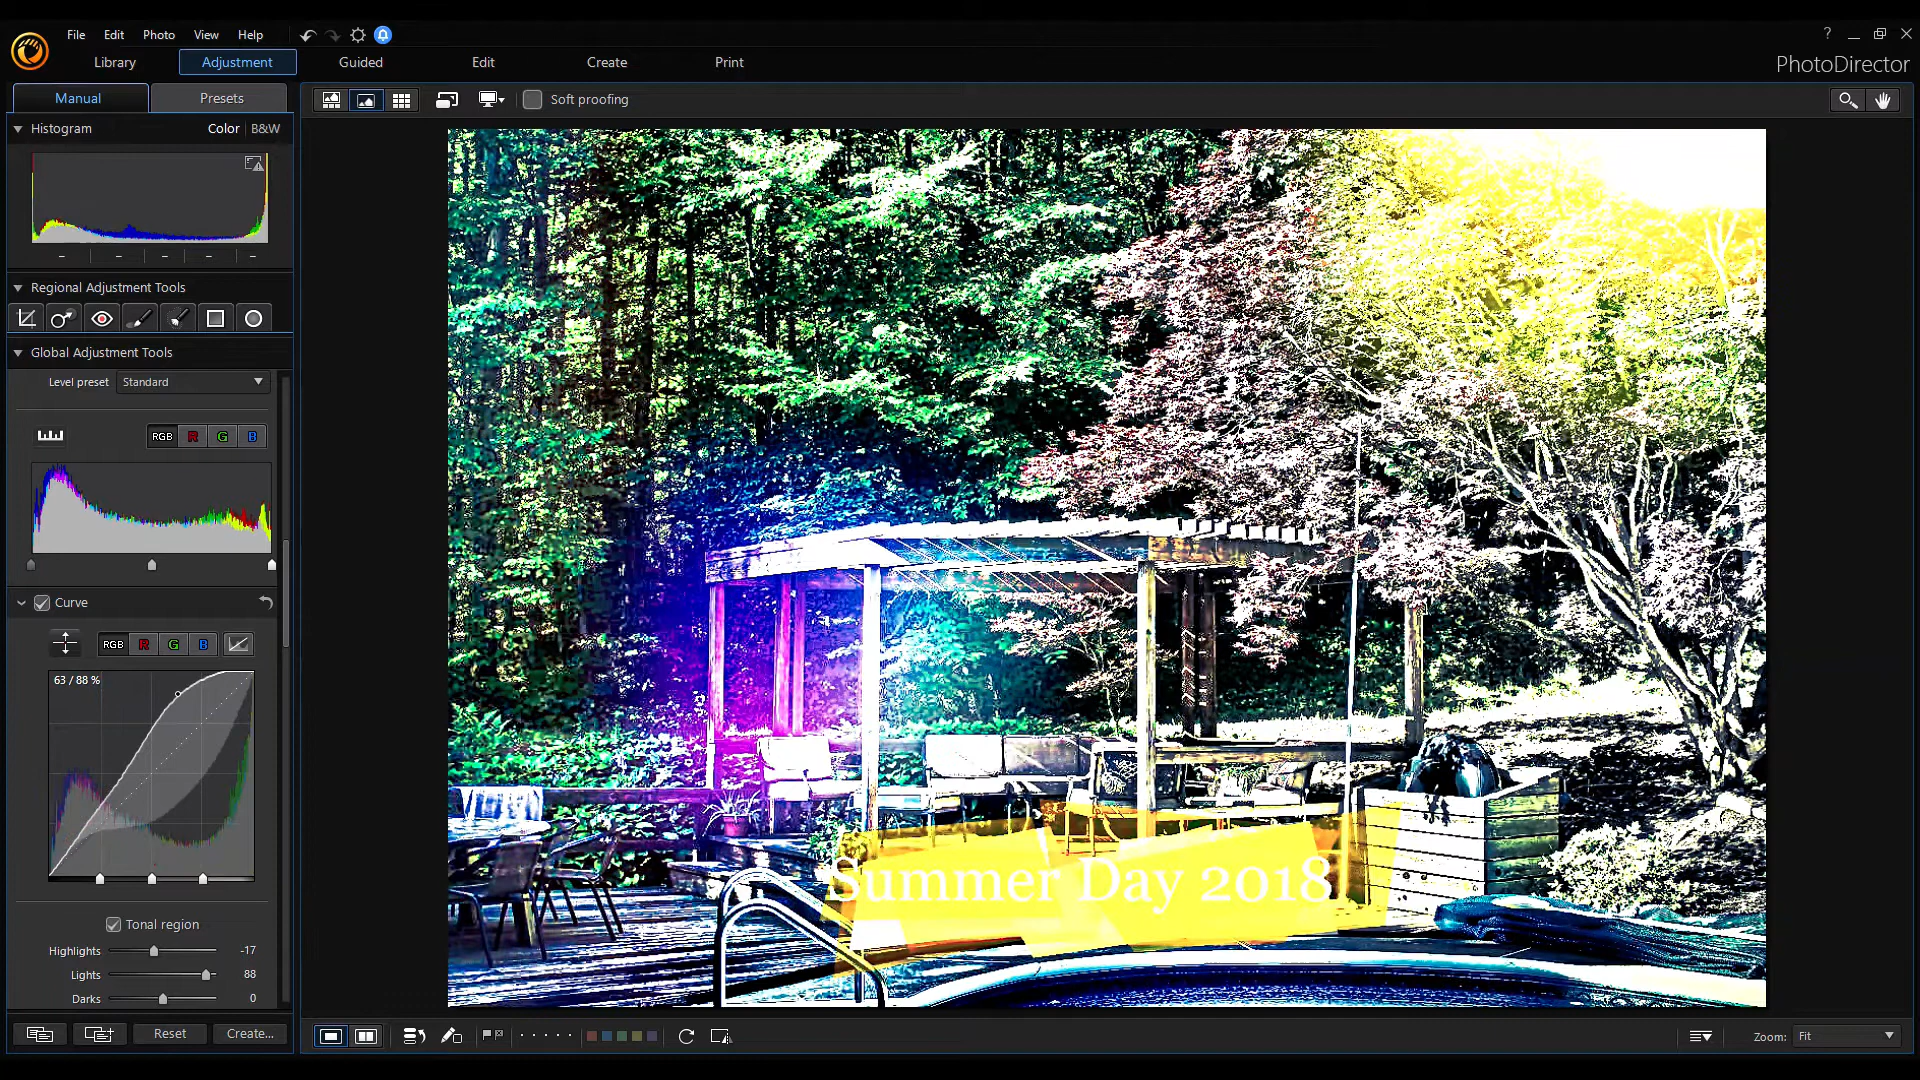 File Edit Photo View Help
?
Library Adjustment Guided Edit Create Print
PhotoDirector
Manual Presets
Soft proofing
Histogram Color B&W
Regional Adjustment Tools
Global Adjustment Tools
Level preset Standard
RGB R G B
Curve
RGB R G B
63 / 88 %
Tonal region
Highlights -17
Lights 88
Darks 0
Summer Day 2018
Reset Create...
Zoom: Fit